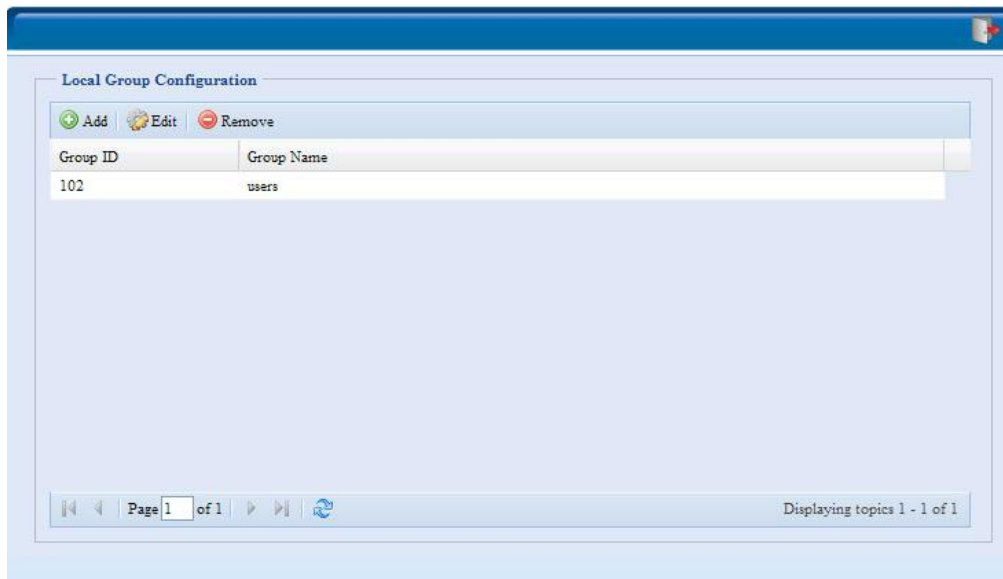 Local Group Configuration
Add Edit Remove
Group ID Group Name
102 users
Page 1 of 1 Displaying topics 1 - 1 of 1